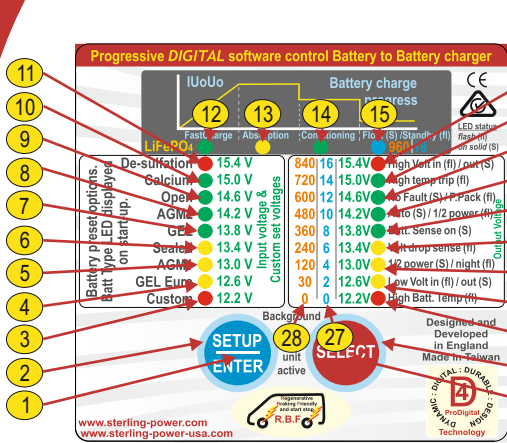 Progressive DIGITAL software control Battery to Battery charger
IUoUo
Battery charge
progress
11
10
9
8
7
6
5
4
3
2
1
12 13 14 15
FastCharge Absorption Conditioning Float (S) / Standby (fl)
LiFePO4
960 18
LED status
flash (fl)
on solid (S)
Battery preset options.
Batt Type LED displayed
on start/up.
De-sulfation 15.4 V
Calcium 15.0 V
Open 14.6 V
AGM 14.2 V
GEL 13.8 V
Sealed 13.4 V
AGM 13.0 V
GEL Euro 12.6 V
Custom 12.2 V
Input voltage &
Custom set voltages
840 16 15.4V High Volt in (fl) / out (S)
720 14 15.0V High temp trip (fl)
600 12 14.6V No Fault (S) / P.Pack (fl)
480 10 14.2V Auto (S) / 1/2 power (fl)
360 8 13.8V Batt. Sense on (S)
240 6 13.4V Volt drop sense (fl)
120 4 13.0V 1/2 power (S) / night (fl)
30 2 12.6V Low Volt in (fl) / out (S)
0 0 12.2V High Batt. Temp (fl)
Output Voltage
Background
28 27
unit
active
SETUP
ENTER
SELECT
Designed and
Developed
in England
Made in Taiwan
Regenerative
Braking Friendly
and start stop
R.B.F
DYNAMIC : DIGITAL : DURABLE : DESIGN
D4
ProDigital
Technology
www.sterling-power.com
www.sterling-power-usa.com